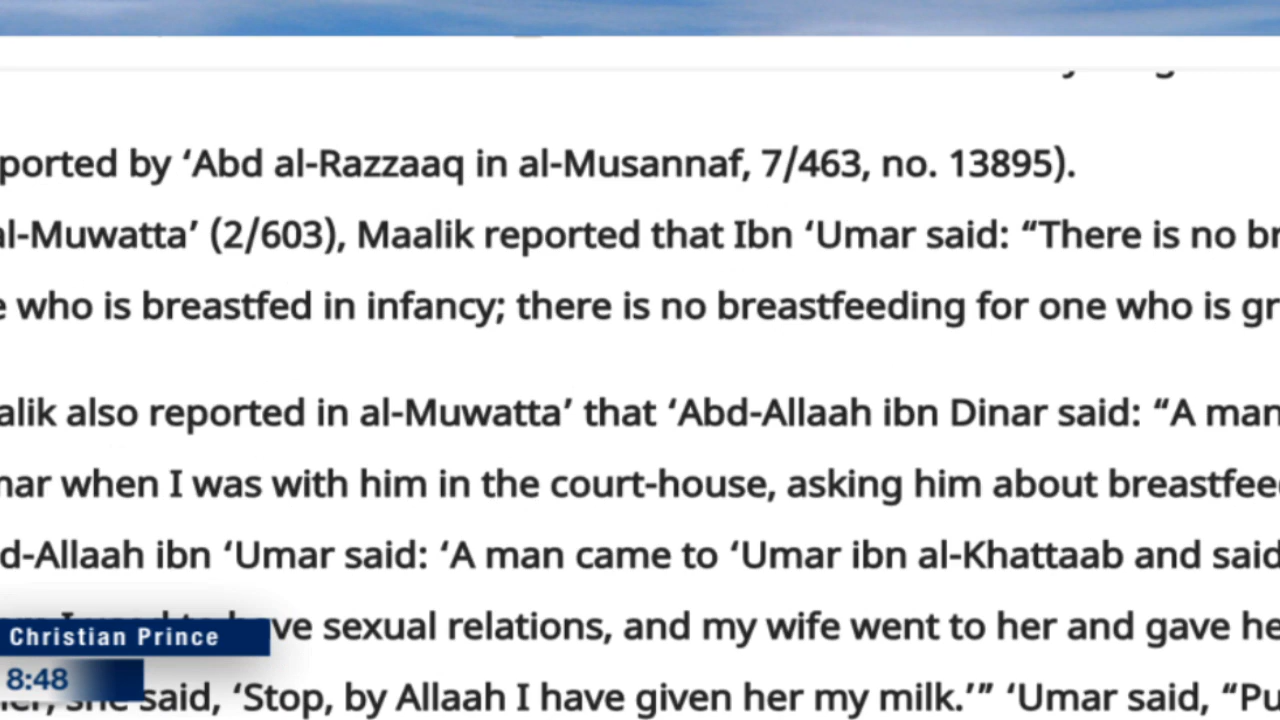 ported by ‘Abd al-Razzaaq in al-Musannaf, 7/463, no. 13895).
al-Muwatta’ (2/603), Maalik reported that Ibn ‘Umar said: “There is no br
e who is breastfed in infancy; there is no breastfeeding for one who is gr
alik also reported in al-Muwatta’ that ‘Abd-Allaah ibn Dinar said: “A man
mar when I was with him in the court-house, asking him about breastfee
d-Allaah ibn ‘Umar said: ‘A man came to ‘Umar ibn al-Khattaab and said
ve sexual relations, and my wife went to her and gave he
Christian Prince
8:48
said, ‘Stop, by Allaah I have given her my milk.’” ‘Umar said, “Pu